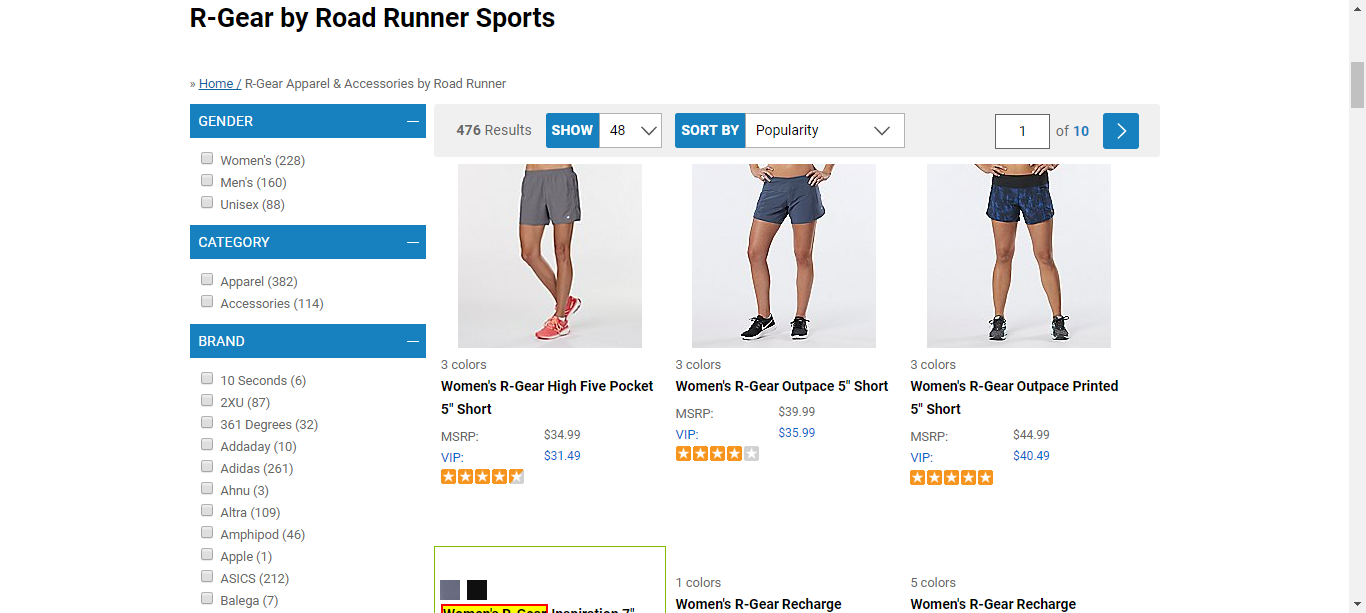 R-Gear by Road Runner Sports
» Home / R-Gear Apparel & Accessories by Road Runner
GENDER
Women's (228)
Men's (160)
Unisex (88)
CATEGORY
Apparel (382)
Accessories (114)
BRAND
10 Seconds (6)
2XU (87)
361 Degrees (32)
Addaday (10)
Adidas (261)
Ahnu (3)
Altra (109)
Amphipod (46)
Apple (1)
ASICS (212)
Balega (7)
476 Results SHOW 48 SORT BY Popularity 1 of 10
3 colors
Women's R-Gear High Five Pocket
5" Short
MSRP: $34.99
VIP: $31.49
3 colors
Women's R-Gear Outpace 5" Short
MSRP: $39.99
VIP: $35.99
3 colors
Women's R-Gear Outpace Printed
5" Short
MSRP: $44.99
VIP: $40.49
Women's R-Gear Inspiration 7"
1 colors
Women's R-Gear Recharge
5 colors
Women's R-Gear Recharge